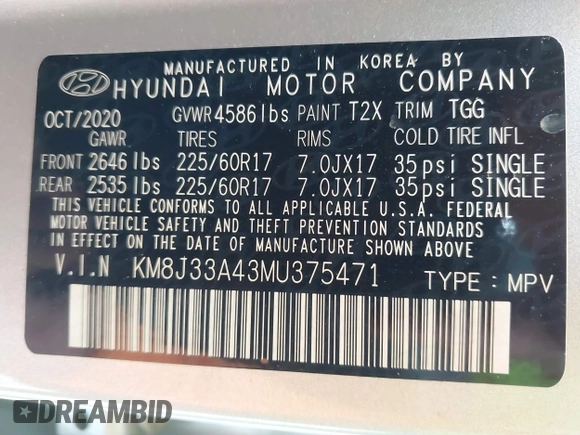 MANUFACTURED IN KOREA BY
HYUNDAI MOTOR COMPANY
OCT/2020 GVWR 4586lbs PAINT T2X TRIM TGG
GAWR TIRES RIMS COLD TIRE INFL
FRONT 2646 lbs 225/60R17 7.0JX17 35psi SINGLE
REAR 2535 lbs 225/60R17 7.0JX17 35psi SINGLE
THIS VEHICLE CONFORMS TO ALL APPLICABLE U.S.A. FEDERAL
MOTOR VEHICLE SAFETY AND THEFT PREVENTION STANDARDS
IN EFFECT ON THE DATE OF MANUFACTURE SHOWN ABOVE.
V.I.N KM8J33A43MU375471 TYPE : MPV
DREAMBID